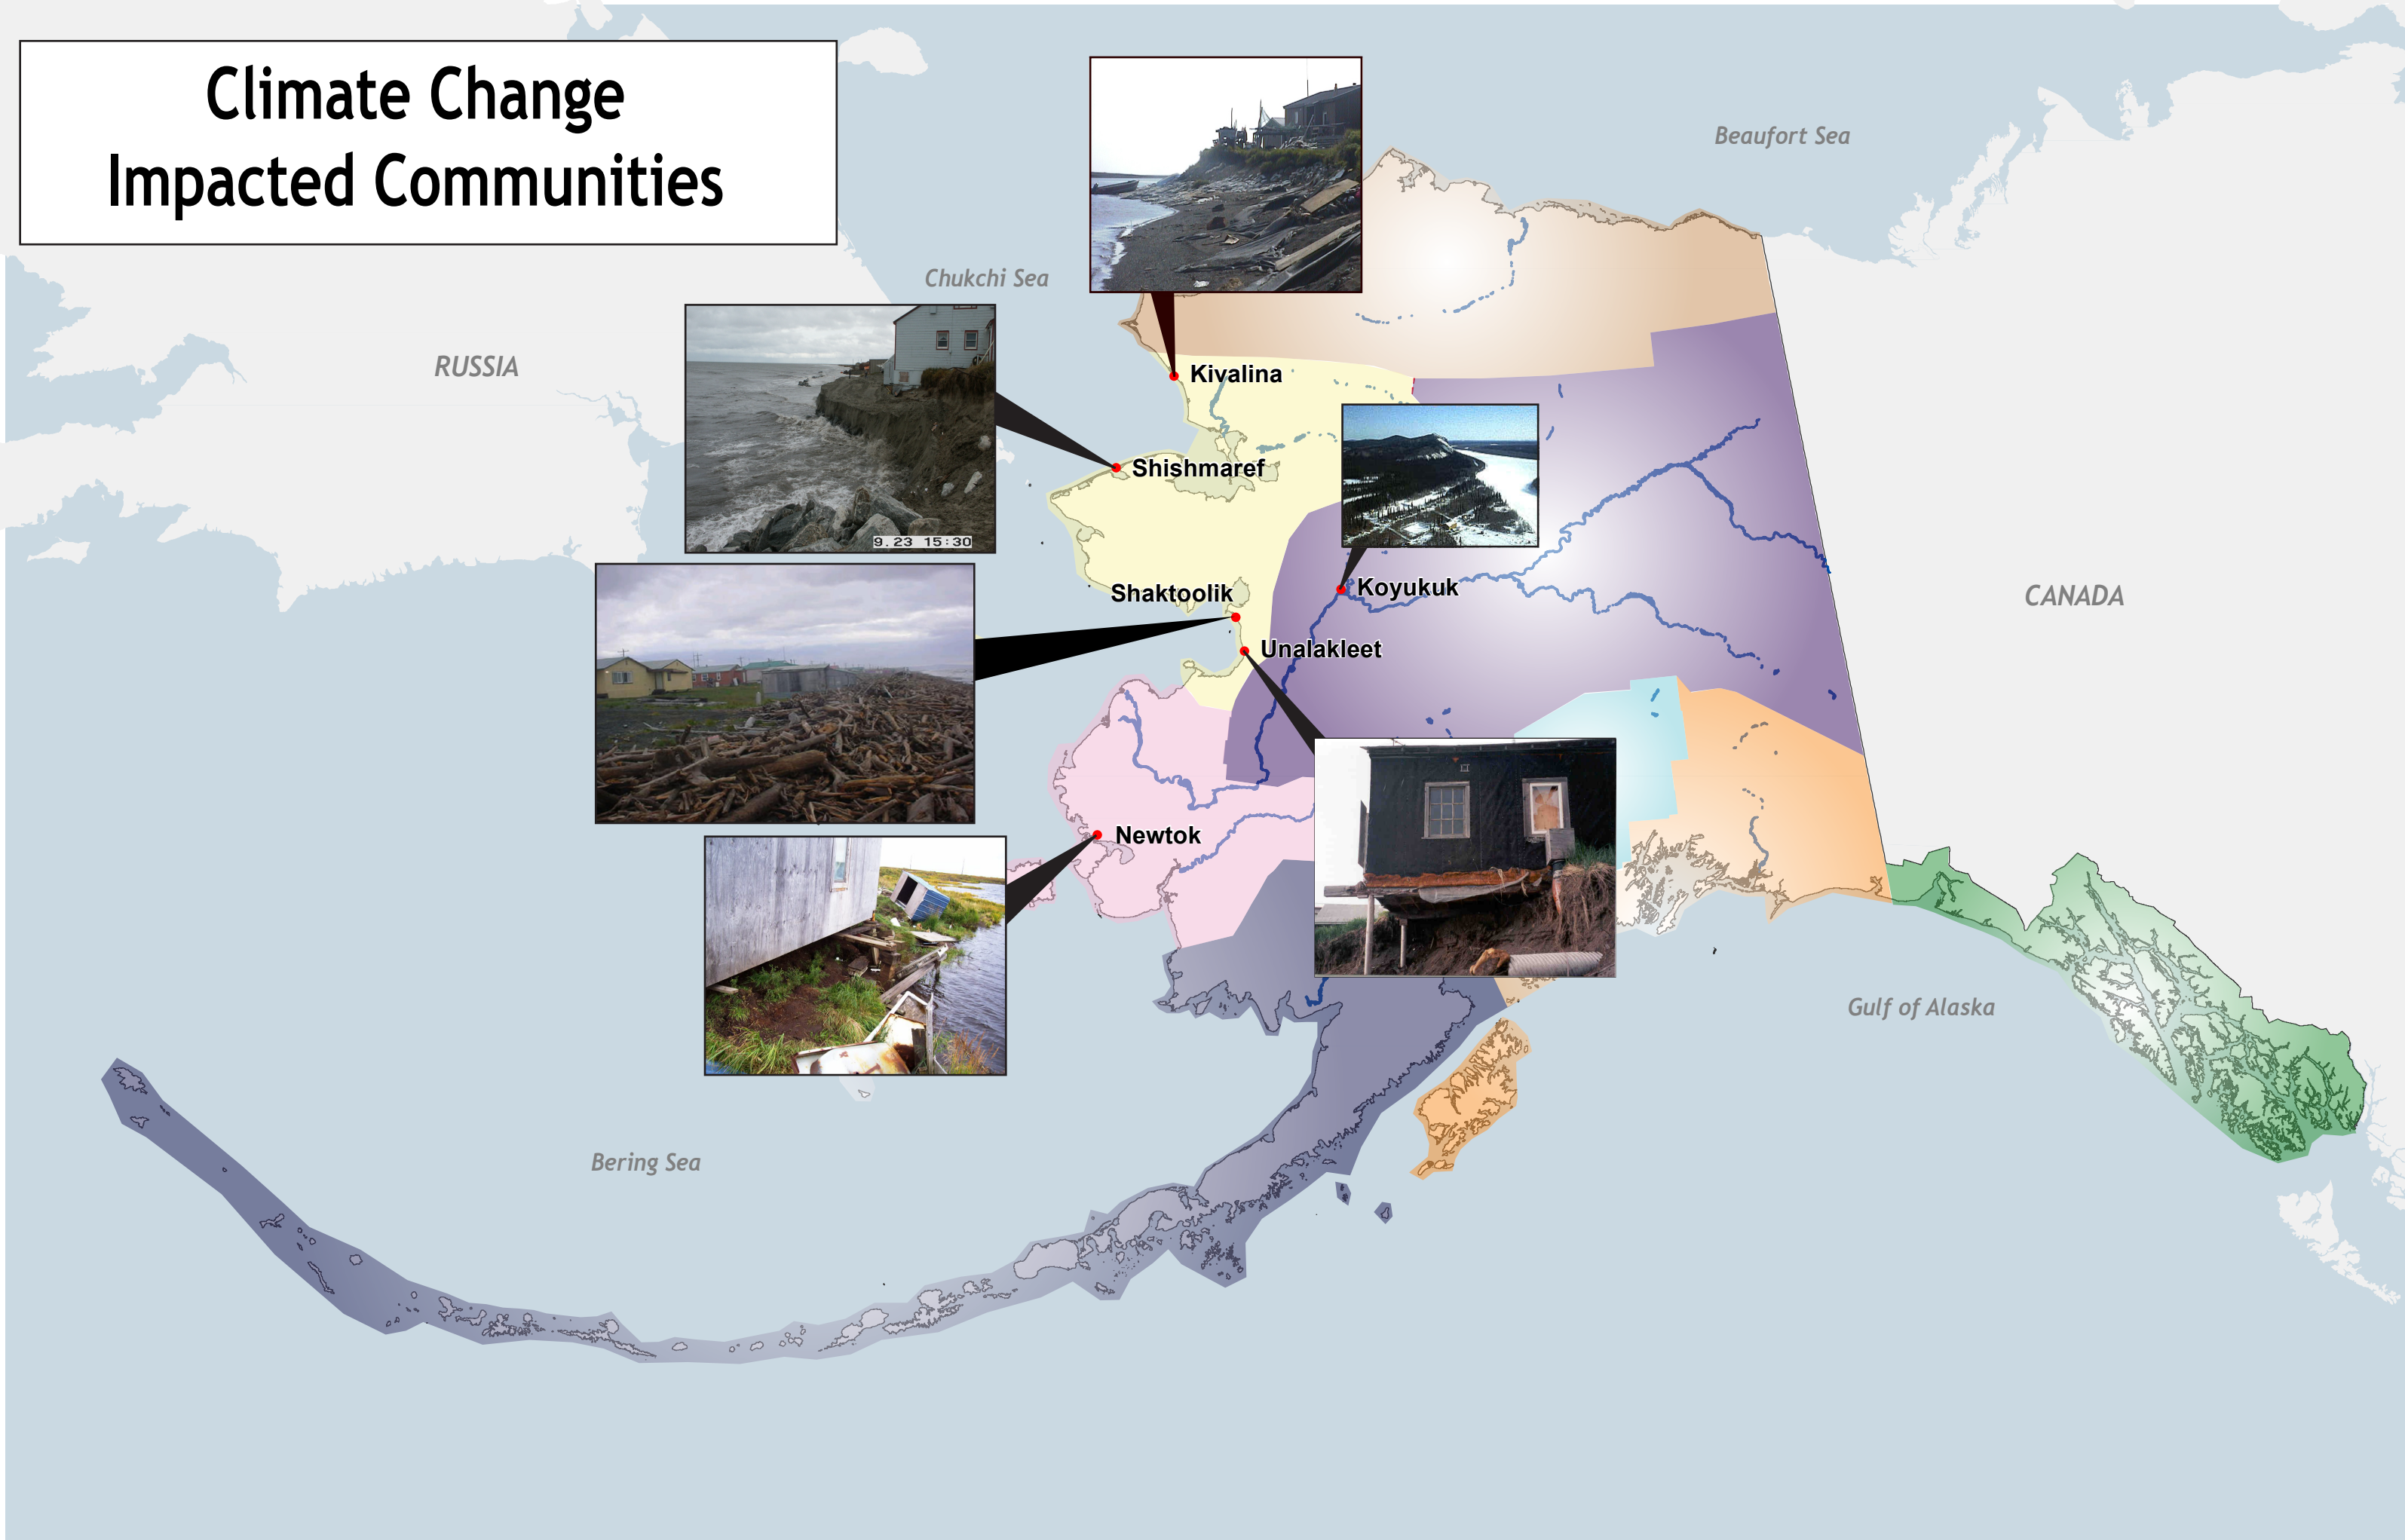 Climate Change
Impacted Communities
Beaufort Sea
Chukchi Sea
RUSSIA
Kivalina
Shishmaref
9.23 15:30
Shaktoolik
Koyukuk
CANADA
Unalakleet
Newtok
Gulf of Alaska
Bering Sea